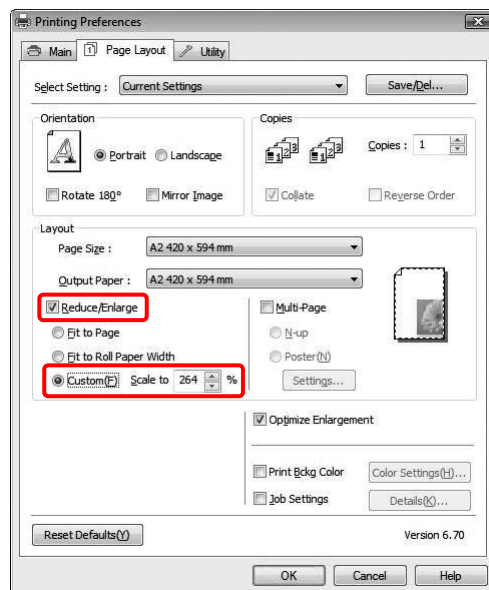 Printing Preferences
Main Page Layout Utility
Select Setting : Current Settings Save/Del...
Orientation
Portrait Landscape
Rotate 180° Mirror Image
Copies
Copies : 1
Collate Reverse Order
Layout
Page Size : A2 420 x 594 mm
Output Paper : A2 420 x 594 mm
Reduce/Enlarge
Fit to Page
Fit to Roll Paper Width
Custom(F) Scale to 264 %
Multi-Page
N-up
Poster(N)
Settings...
Optimize Enlargement
Print Bckg Color Color Settings(H)...
Job Settings Details(K)...
Reset Defaults(Y) Version 6.70
OK Cancel Help